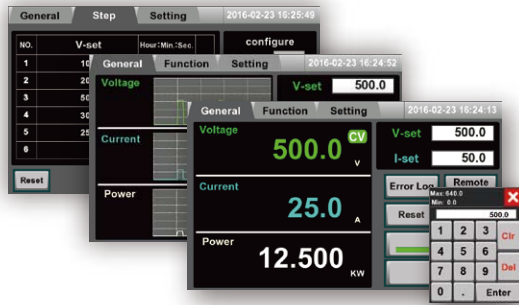 General Step Setting 2016-02-23 16:25:49
NO. V-set Hour:Min.:Sec. configure
1 10
2 20
3 50
4 30
5 25
6
Reset
General Function Setting 2016-02-23 16:24:52
Voltage V-set 500.0
Current
Power
General Function Setting 2016-02-23 16:24:13
Voltage 500.0 CV V
V-set 500.0
I-set 50.0
Current 25.0 A
Error Log Remote
Reset
Power 12.500 KW
Max: 640.0
Min: 0.0
500.0
1 2 3 Clr
4 5 6
7 8 9 Del
0 . Enter